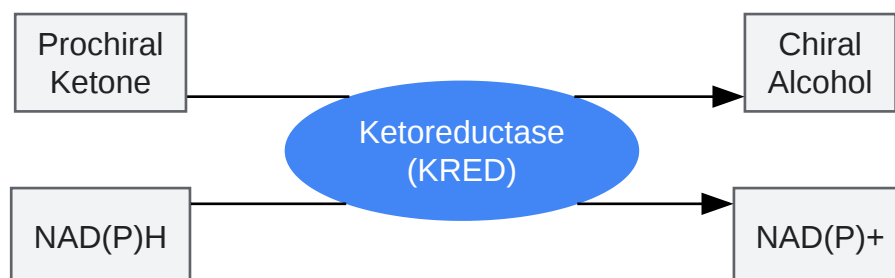 Prochiral
Ketone
Chiral
Alcohol
Ketoreductase
(KRED)
NAD(P)H
NAD(P)+